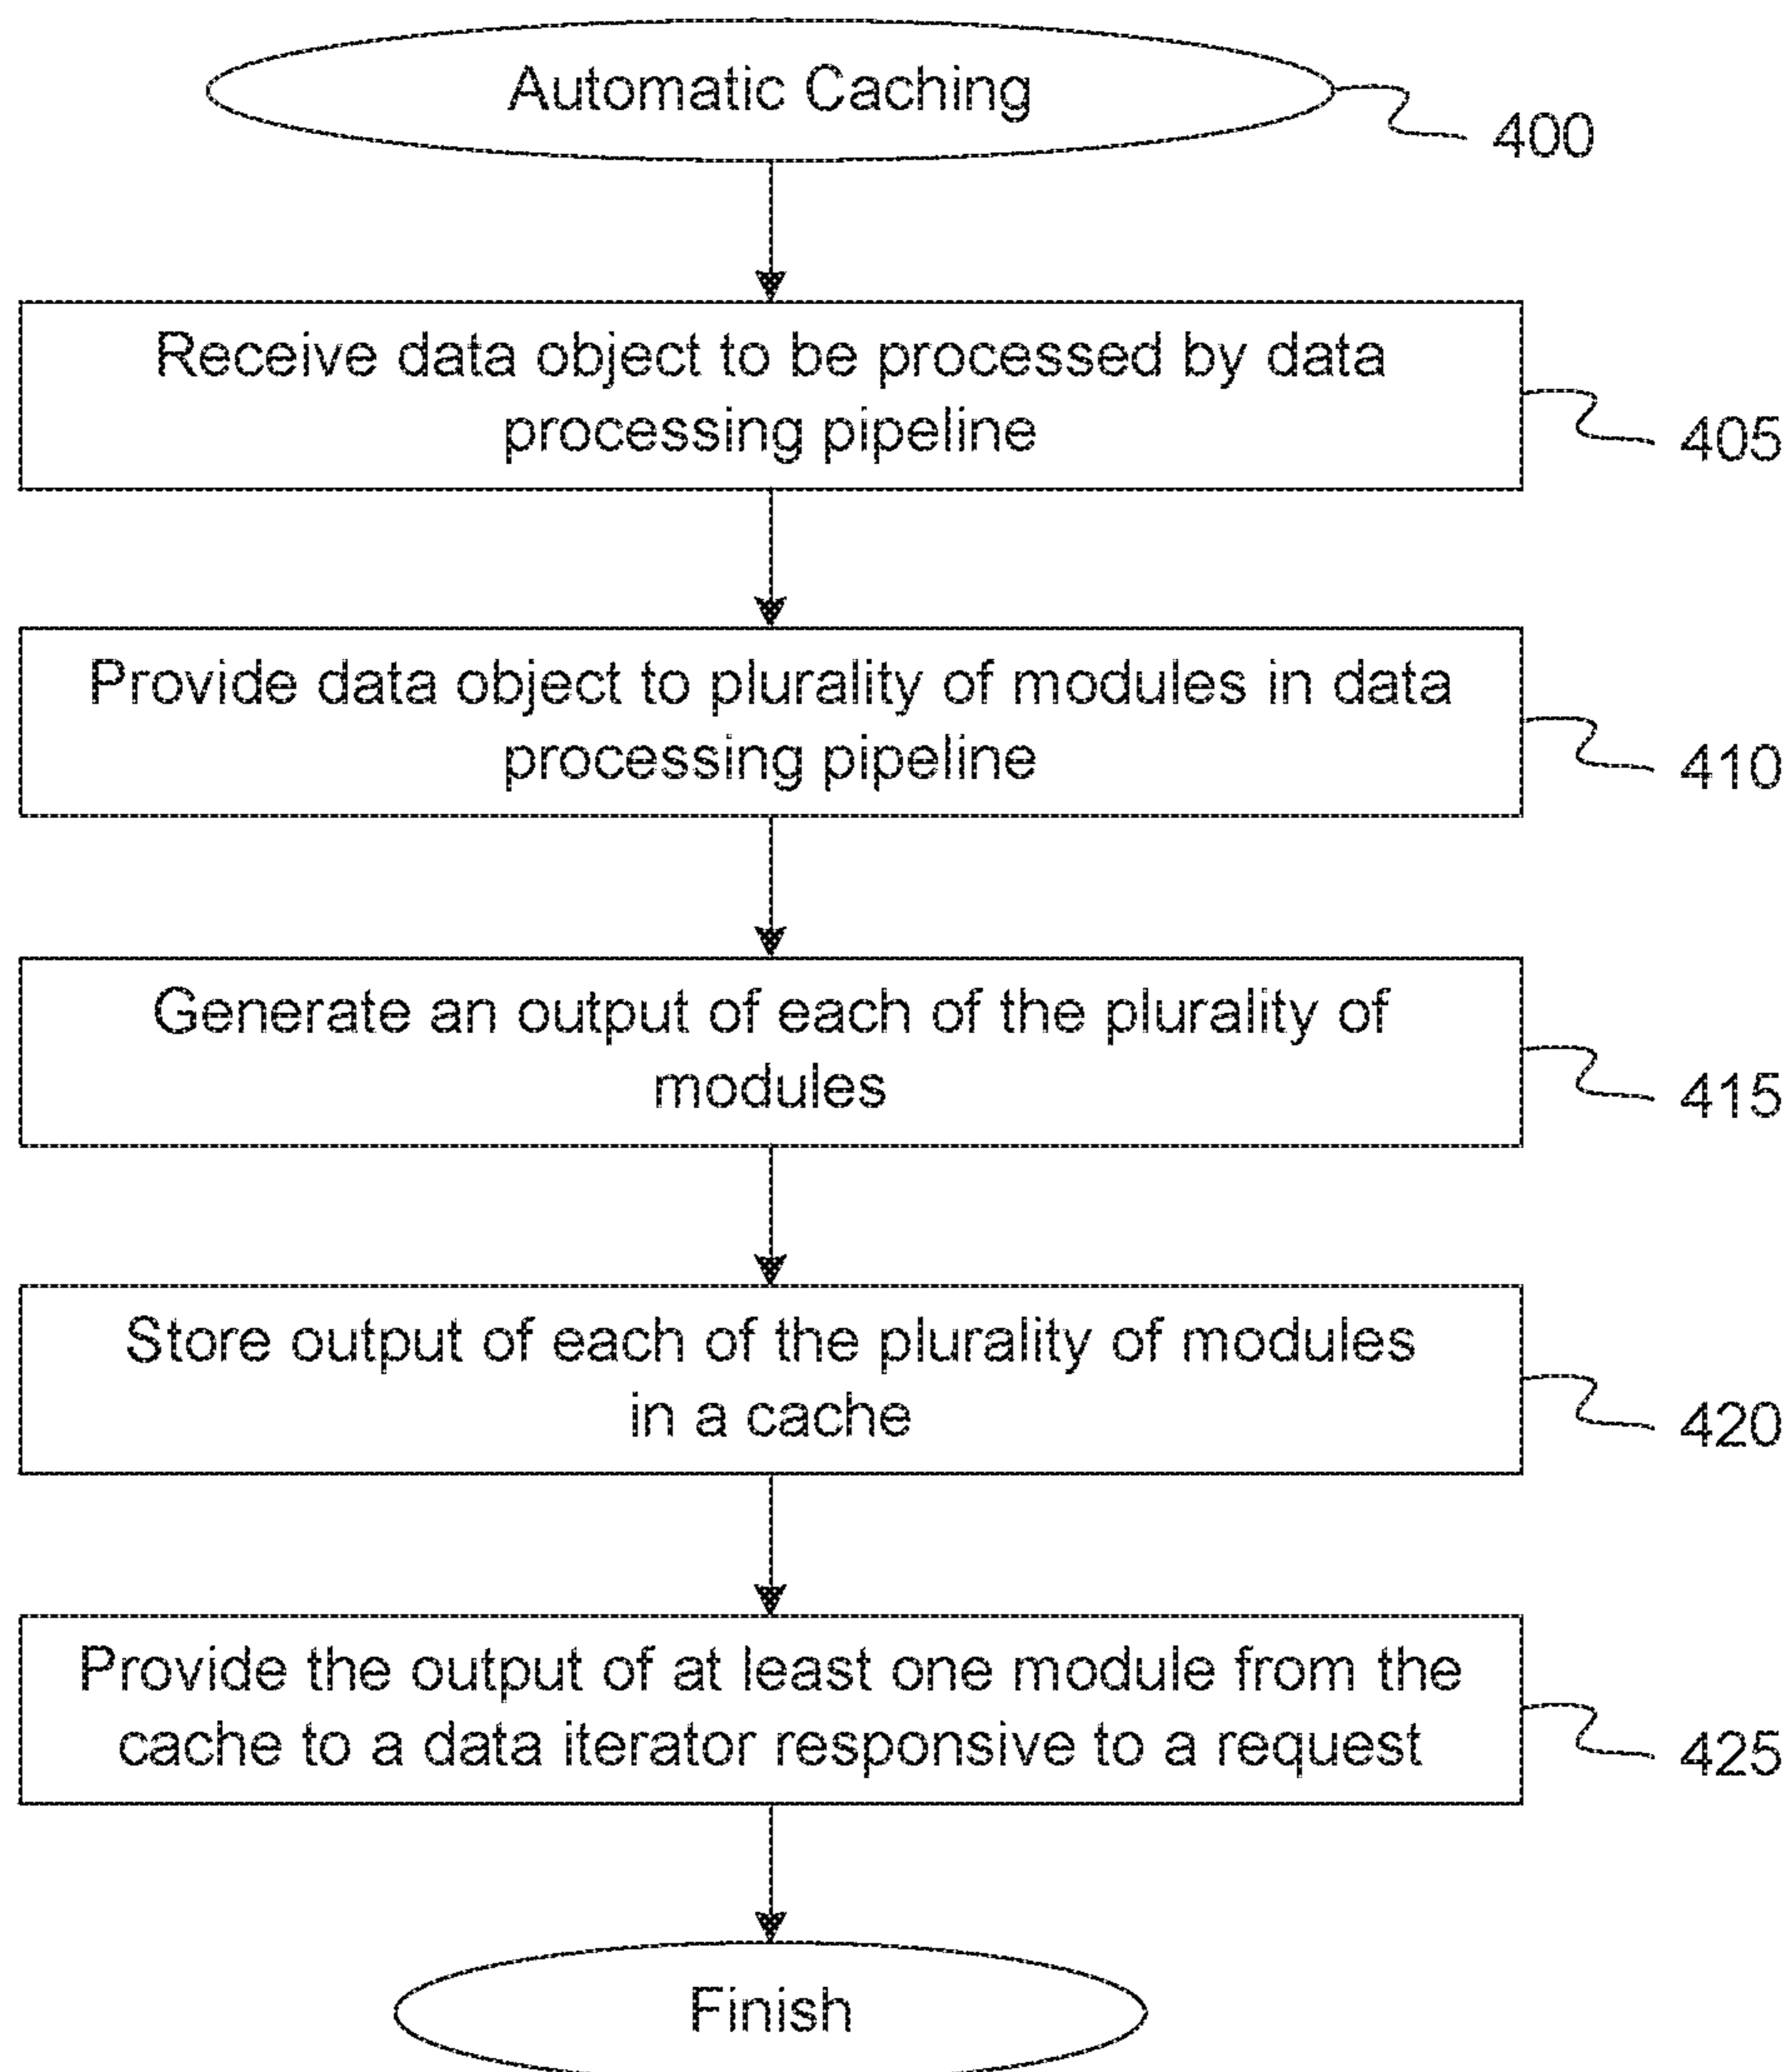 Automatic Caching
400
Receive data object to be processed by data
processing pipeline
405
Provide data object to plurality of modules in data
processing pipeline
410
Generate an output of each of the plurality of
modules
415
Store output of each of the plurality of modules
in a cache
420
Provide the output of at least one module from the
cache to a data iterator responsive to a request
425
Finish